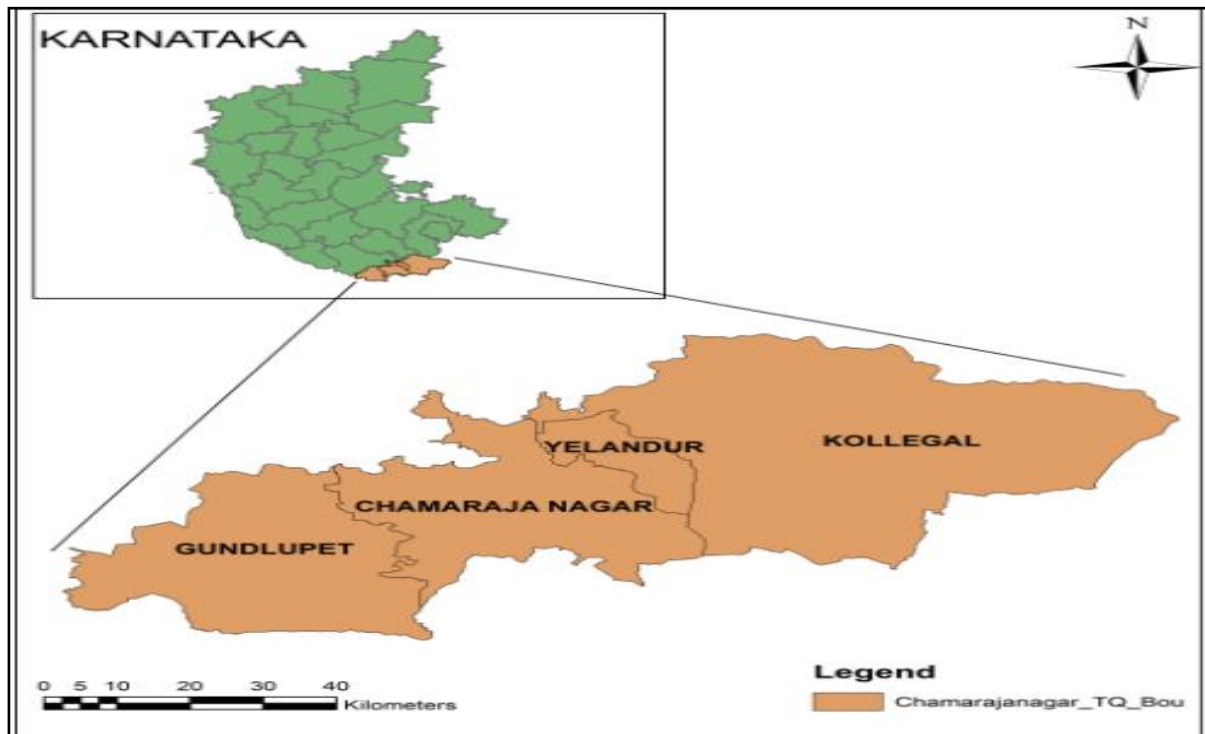 KARNATAKA
N
YELANDUR
KOLLEGAL
CHAMARAJA NAGAR
GUNDLUPET
Legend
0 5 10 20 30 40
Kilometers
Chamarajanagar_TQ_Bou